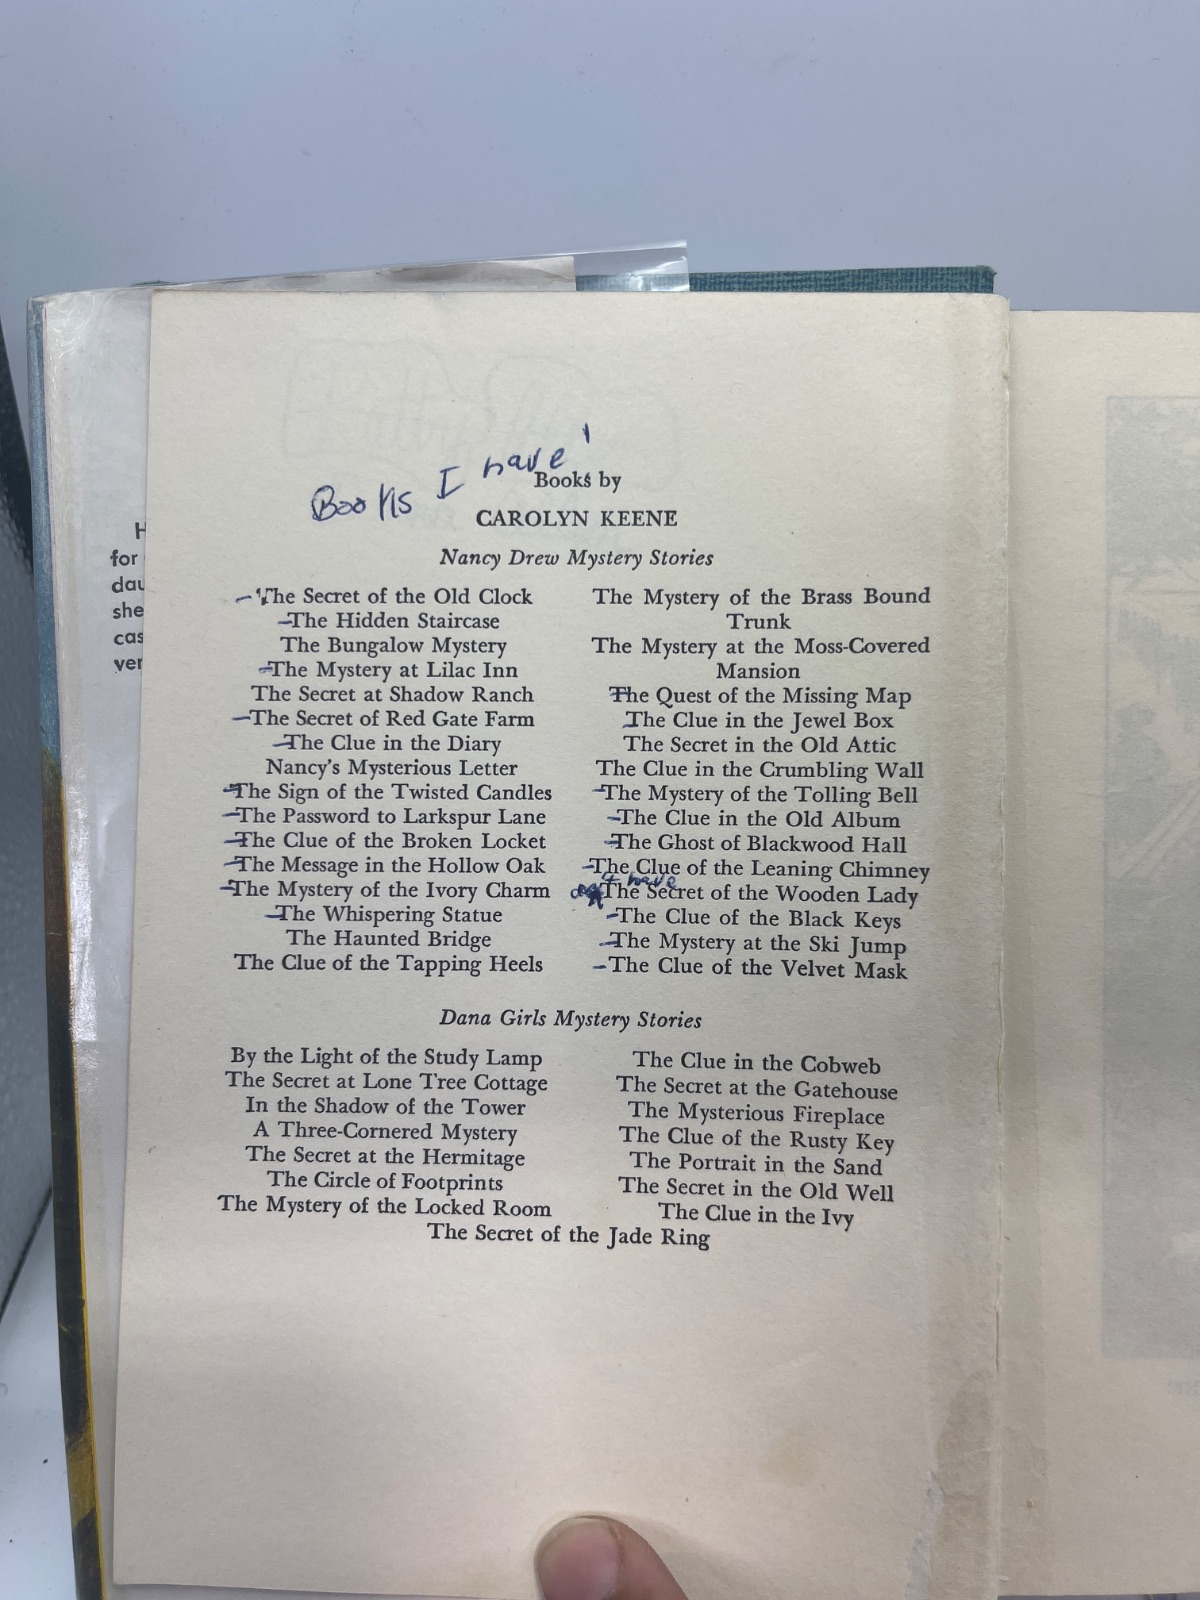 Books I have!
Books by
CAROLYN KEENE
Nancy Drew Mystery Stories
The Secret of the Old Clock
The Hidden Staircase
The Bungalow Mystery
The Mystery at Lilac Inn
The Secret at Shadow Ranch
The Secret of Red Gate Farm
The Clue in the Diary
Nancy's Mysterious Letter
The Sign of the Twisted Candles
The Password to Larkspur Lane
The Clue of the Broken Locket
The Message in the Hollow Oak
The Mystery of the Ivory Charm
The Whispering Statue
The Haunted Bridge
The Clue of the Tapping Heels
The Mystery of the Brass Bound
Trunk
The Mystery at the Moss-Covered
Mansion
The Quest of the Missing Map
The Clue in the Jewel Box
The Secret in the Old Attic
The Clue in the Crumbling Wall
The Mystery of the Tolling Bell
The Clue in the Old Album
The Ghost of Blackwood Hall
The Clue of the Leaning Chimney
have
The Secret of the Wooden Lady
The Clue of the Black Keys
The Mystery at the Ski Jump
The Clue of the Velvet Mask
Dana Girls Mystery Stories
By the Light of the Study Lamp
The Secret at Lone Tree Cottage
In the Shadow of the Tower
A Three-Cornered Mystery
The Secret at the Hermitage
The Circle of Footprints
The Mystery of the Locked Room
The Clue in the Cobweb
The Secret at the Gatehouse
The Mysterious Fireplace
The Clue of the Rusty Key
The Portrait in the Sand
The Secret in the Old Well
The Clue in the Ivy
The Secret of the Jade Ring
H
for
dau
she
cas
ver